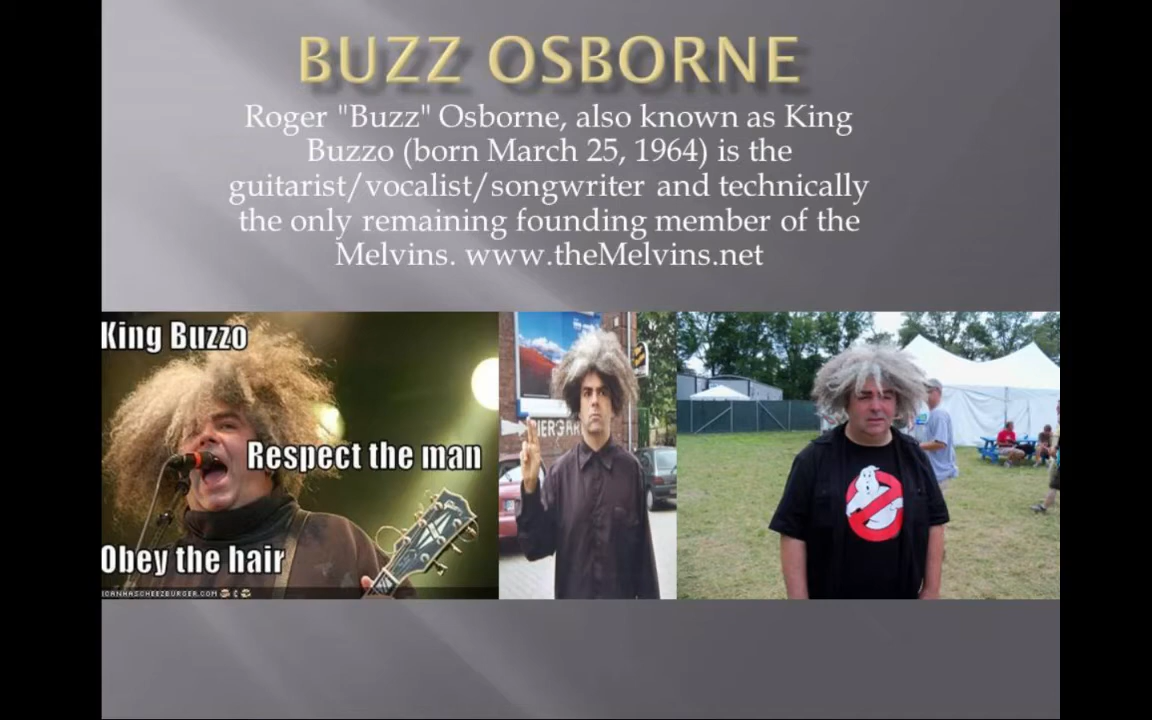 BUZZ OSBORNE
Roger "Buzz" Osborne, also known as King
Buzzo (born March 25, 1964) is the
guitarist/vocalist/songwriter and technically
the only remaining founding member of the
Melvins. www.theMelvins.net
King Buzzo
Respect the man
Obey the hair
ICANHASCHEEZBURGER.COM